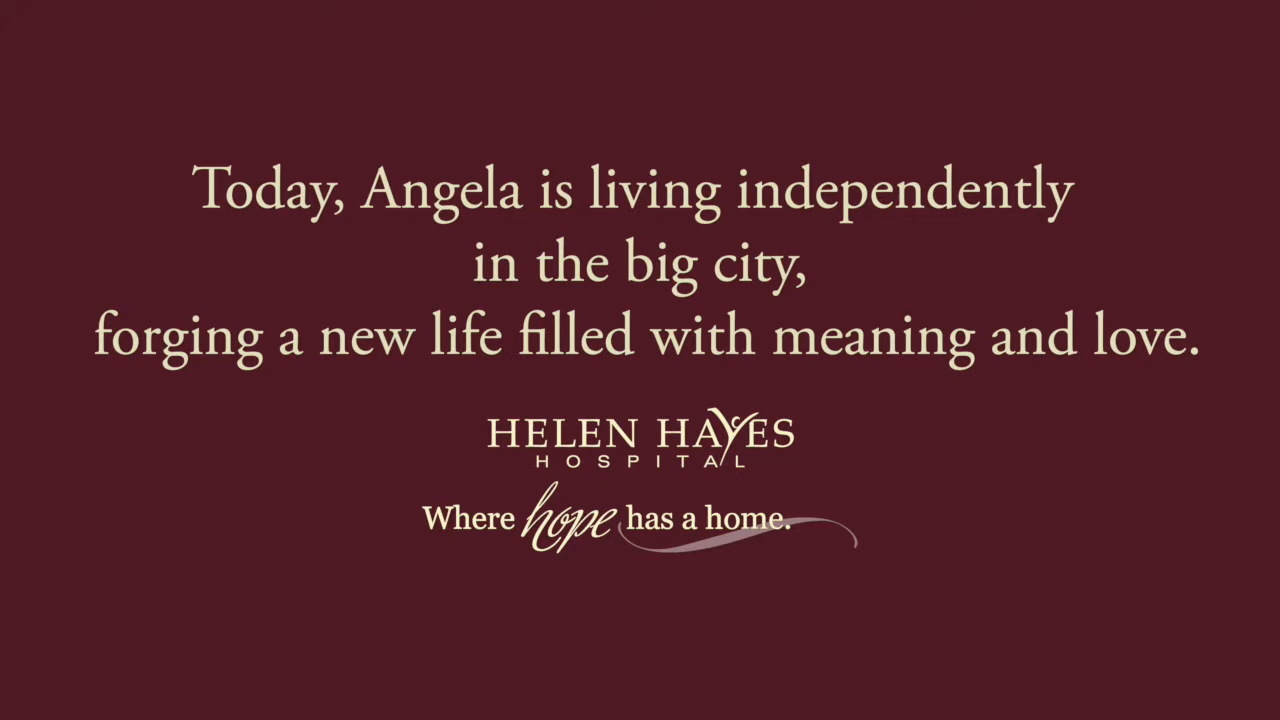 Today, Angela is living independently
in the big city,
forging a new life filled with meaning and love.
HELEN HAYES
HOSPITAL
Where hope has a home.